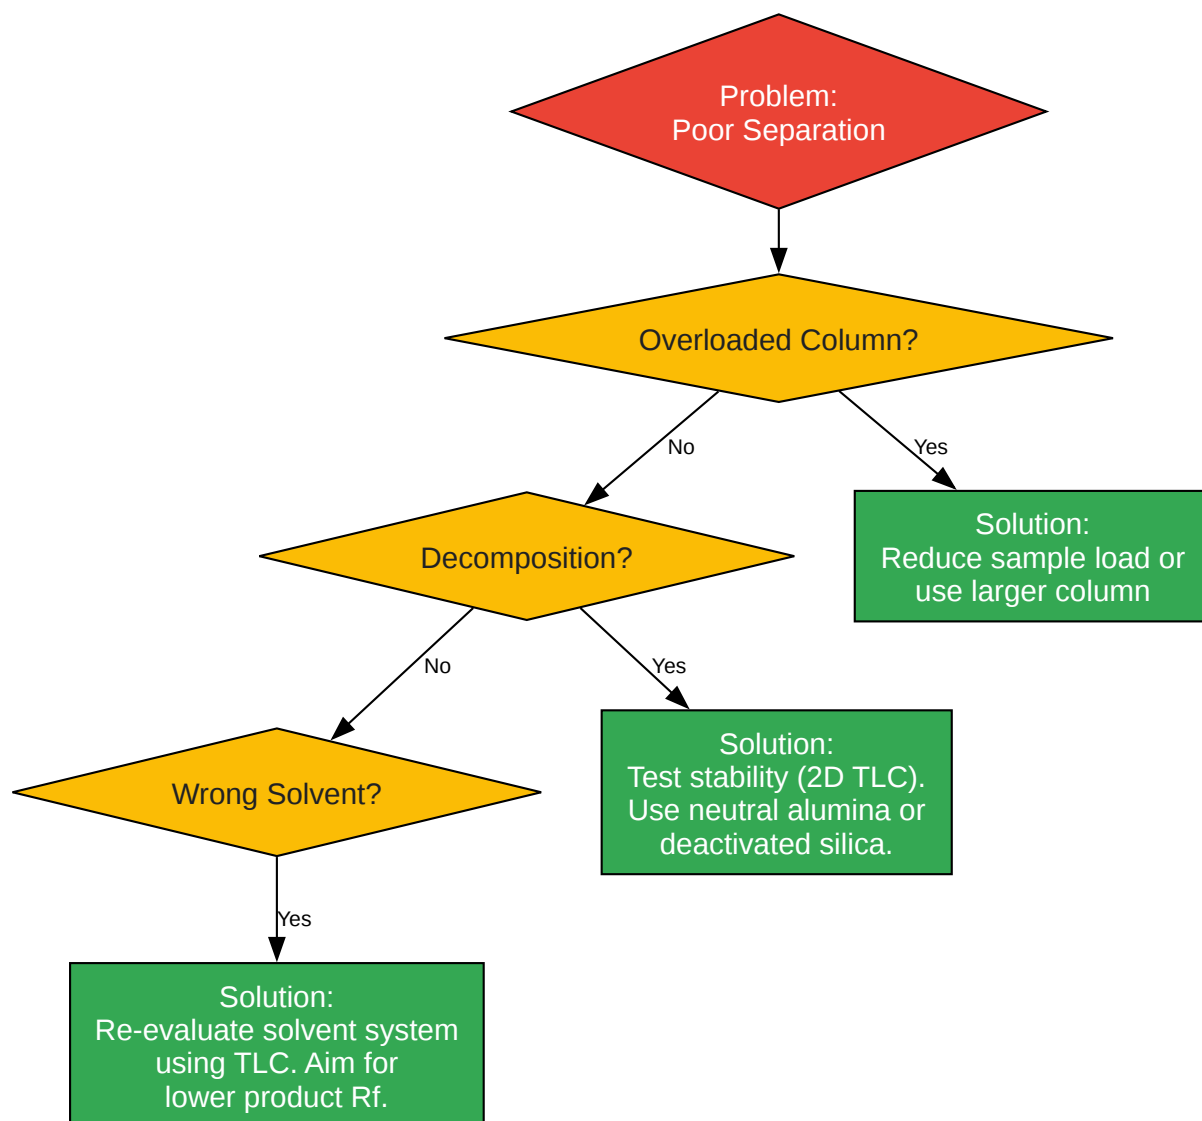 Problem:
Poor Separation
Overloaded Column?
No
Yes
Solution:
Reduce sample load or
use larger column
Decomposition?
No
Yes
Solution:
Test stability (2D TLC).
Use neutral alumina or
deactivated silica.
Wrong Solvent?
Yes
Solution:
Re-evaluate solvent system
using TLC. Aim for
lower product Rf.